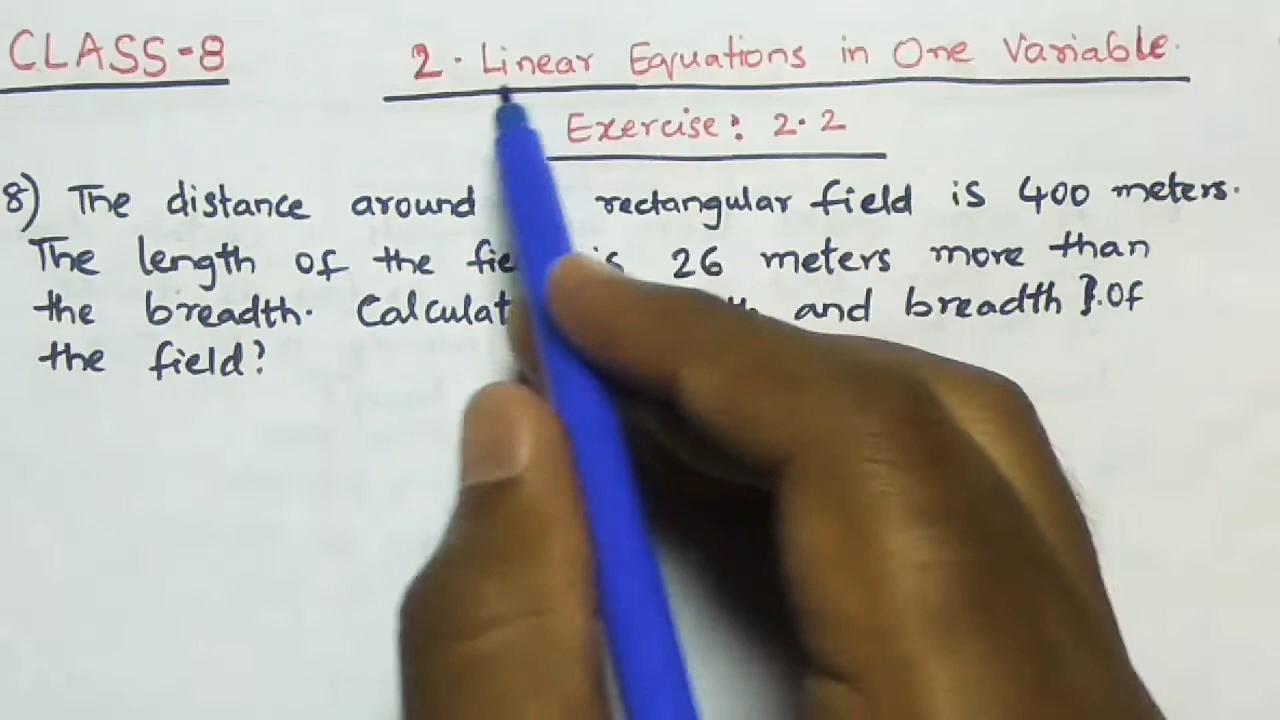 CLASS-8
2. Linear Equations in One Variable.
Exercise: 2.2
8) The distance around rectangular field is 400 meters.
The length of the is 26 meters more than
the breadth. Calculat and breadth }. Of
the field?